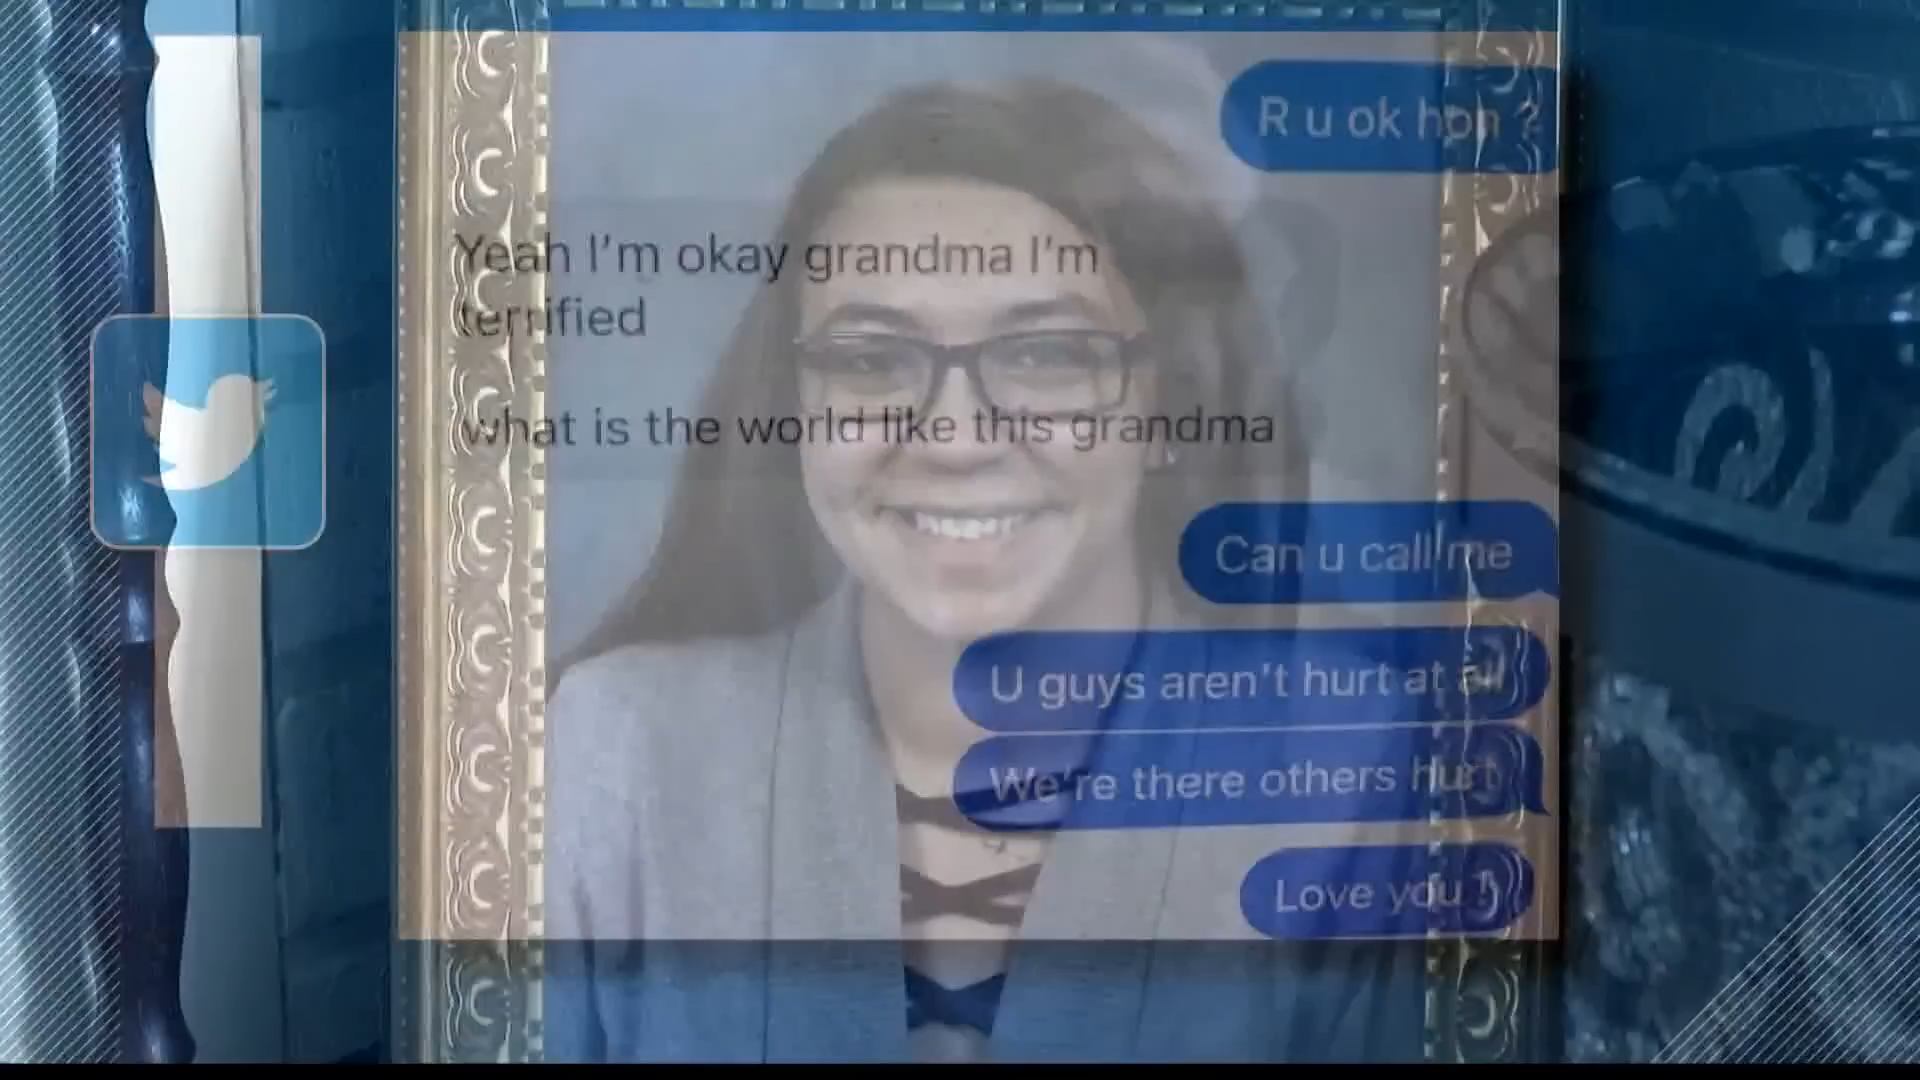 R u ok hon ?
Yeah I'm okay grandma I'm
terrified
what is the world like this grandma
Can u call me
U guys aren't hurt at all
We're there others hurt
Love you !